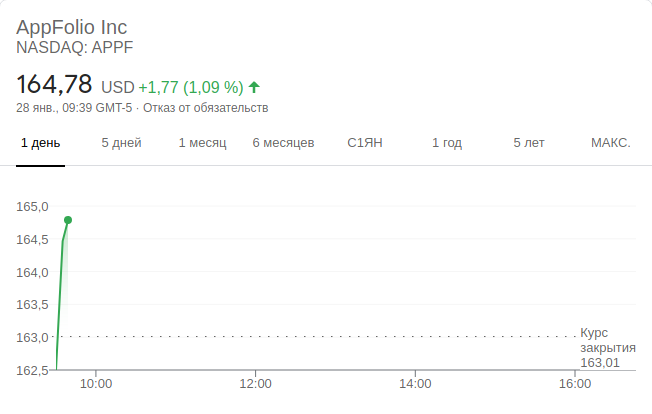 AppFolio Inc
NASDAQ: APPF
164,78 USD +1,77 (1,09 %)
28 янв., 09:39 GMT-5 · Отказ от обязательств
1 день 5 дней 1 месяц 6 месяцев С1ЯН 1 год 5 лет МАКС.
165,0
164,5
164,0
163,5
163,0
162,5
Курс
закрытия
163,01
10:00 12:00 14:00 16:00